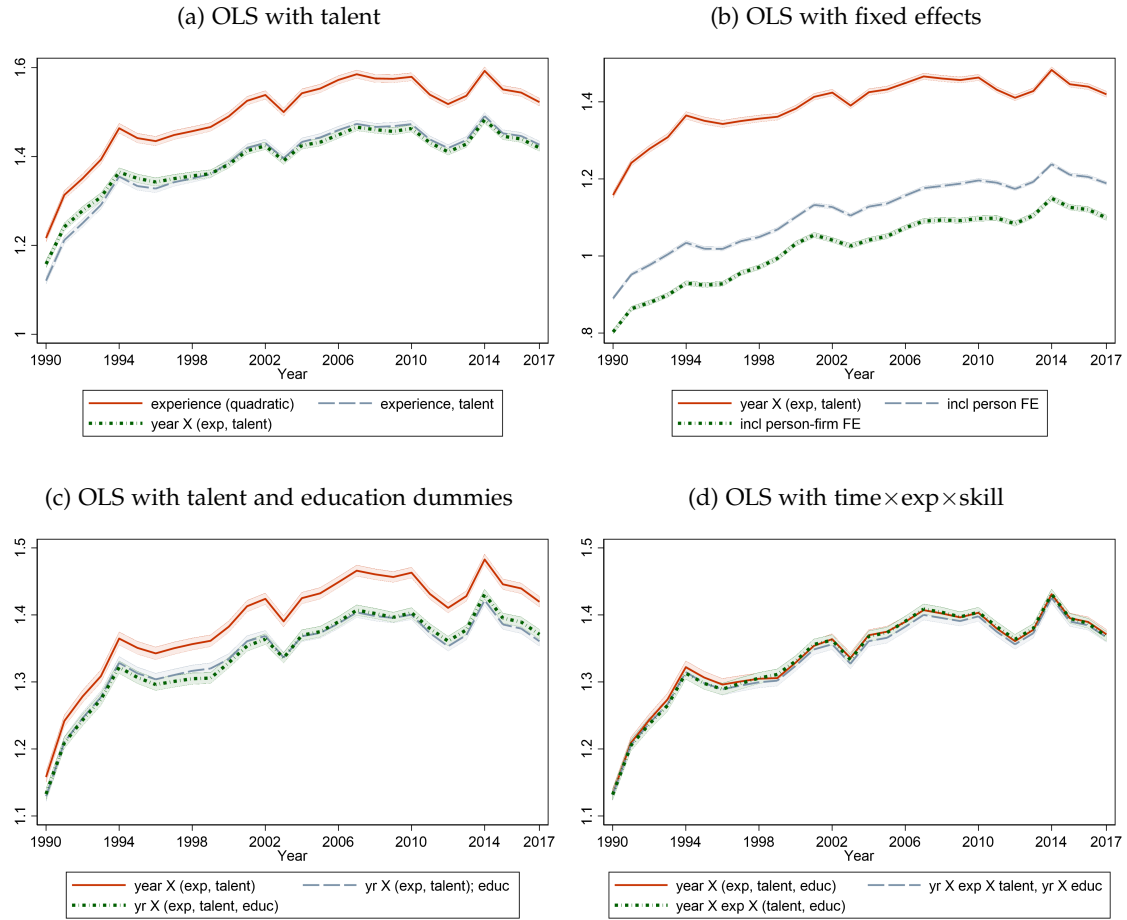 (a) OLS with talent
1.6
1.4
1.2
1
1990
1994
1998
2002
2006
2010
2014
2017
Year
experience (quadratic)
experience, talent
year X (exp, talent)
(b) OLS with fixed effects
1.4
1.2
1
.8
1990
1994
1998
2002
2006
2010
2014
2017
Year
year X (exp, talent)
incl person FE
incl person-firm FE
(c) OLS with talent and education dummies
1.5
1.4
1.3
1.2
1.1
1990
1994
1998
2002
2006
2010
2014
2017
Year
year X (exp, talent)
yr X (exp, talent); educ
yr X (exp, talent, educ)
(d) OLS with time×exp×skill
1.5
1.4
1.3
1.2
1.1
1990
1994
1998
2002
2006
2010
2014
2017
Year
year X (exp, talent, educ)
yr X exp X talent, yr X educ
year X exp X (talent, educ)